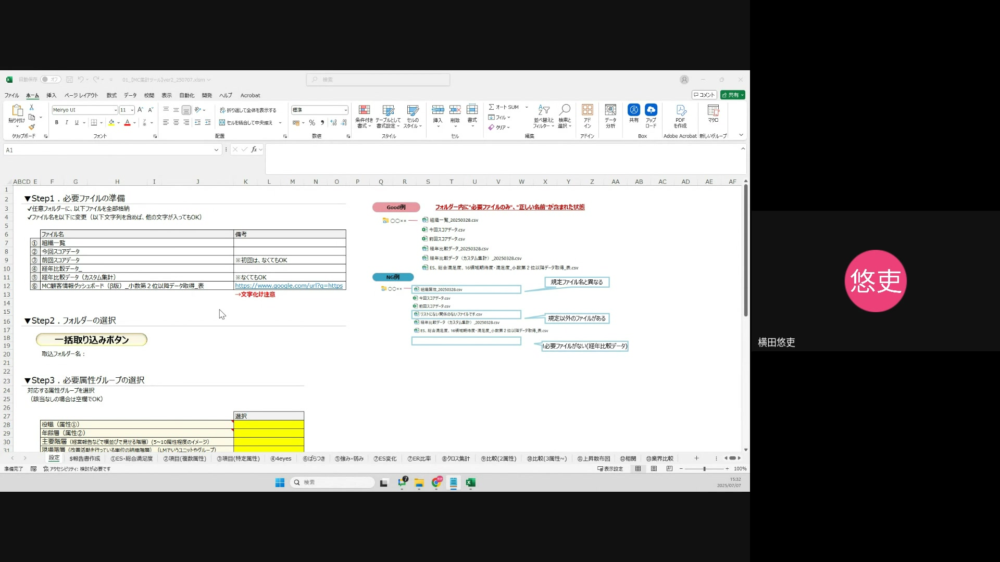 自動保存 オフ 01_【MC集計ツール】ver2_250707.xlsm 検索
ファイル ホーム 挿入 ページ レイアウト 数式 データ 校閲 表示 自動化 開発 ヘルプ Acrobat コメント 共有
貼り付け Meiryo UI 11 折り返して全体を表示する 標準 条件付き書式 テーブルとして書式設定 セルのスタイル 挿入 削除 書式 オート SUM フィル クリア 並べ替えとフィルター 検索と選択 アドイン データ分析 共有 アップロード PDFを作成 マクロ
B I U セルを結合して中央揃え
クリップボード フォント 配置 数値 スタイル セル 編集 アドイン Box Adobe Acrobat 新しいグループ
A1 fx
A B C D E F G H I J K L M N O P Q R S T U V W X Y Z AA AB AC AD AE AF
1
2 ▼Step1．必要ファイルの準備
3 ✓任意フォルダーに、以下ファイルを全部格納
4 ✓ファイル名を以下に変更（以下文字列を含めば、他の文字が入ってもOK）
5
6 ファイル名 備考
7 ① 組織一覧
8 ② 今回スコアデータ
9 ③ 前回スコアデータ ※初回は、なくてもOK
10 ④ 経年比較データ_
11 ⑤ 経年比較データ（カスタム集計） ※なくてもOK
12 ⑥ MC顧客情報ダッシュボード（β版）_小数第２位以降データ取得_表 https://www.google.com/url?q=https
13 →文字化け注意
14
15
16 ▼Step2．フォルダーの選択
17
18 一括取り込みボタン
19
20 取込フォルダー名：
21
22
23 ▼Step3．必要属性グループの選択
24 対応する属性グループを選択
25 （該当なしの場合は空欄でOK）
26
27 選択
28 役職（属性①）
29 年齢層（属性②）
30 主要階層（経営報告などで横並びで見せる階層）(5~10属性程度のイメージ)
31 現場階層（改善活動を行っている単位の組織階層）（LMでいうユニットやグループ）
Good例 フォルダー内に"必要ファイルのみ"、"正しい名前"が含まれた状態
〇〇×× 組織一覧_20250328.csv
今回スコアデータ.csv
前回スコアデータ.csv
経年比較データ_20250328.csv
経年比較データ（カスタム集計）_20250328.csv
ES、総合満足度、16領域期待度・満足度_小数第２位以降データ取得_表.csv
NG例
〇〇×× 組織属性_20250328.csv
規定ファイル名と異なる
今回スコアデータ.csv
前回スコアデータ.csv
リストにない関係のないファイルです.csv
規定以外のファイルがある
経年比較データ（カスタム集計）_20250328.csv
ES、総合満足度、16領域期待度・満足度_小数第２位以降データ取得_表.csv
!必要ファイルがない(経年比較データ)
設定 $報告書作成 ①ES・総合満足度 ②項目(複数属性) ③項目(特定属性) ④4eyes ⑥ばらつき ⑤強み・弱み ⑦ES変化 ⑦ER比率 ⑧クロス集計 ⑨比較(2属性) ⑩比較(3属性~) ⑪上昇散布図 ⑫相関 ⑬業界比較
準備完了 アクセシビリティ: 検討が必要です 表示設定 100%
検索 7
15:32
2025/07/07
悠吏
横田悠吏